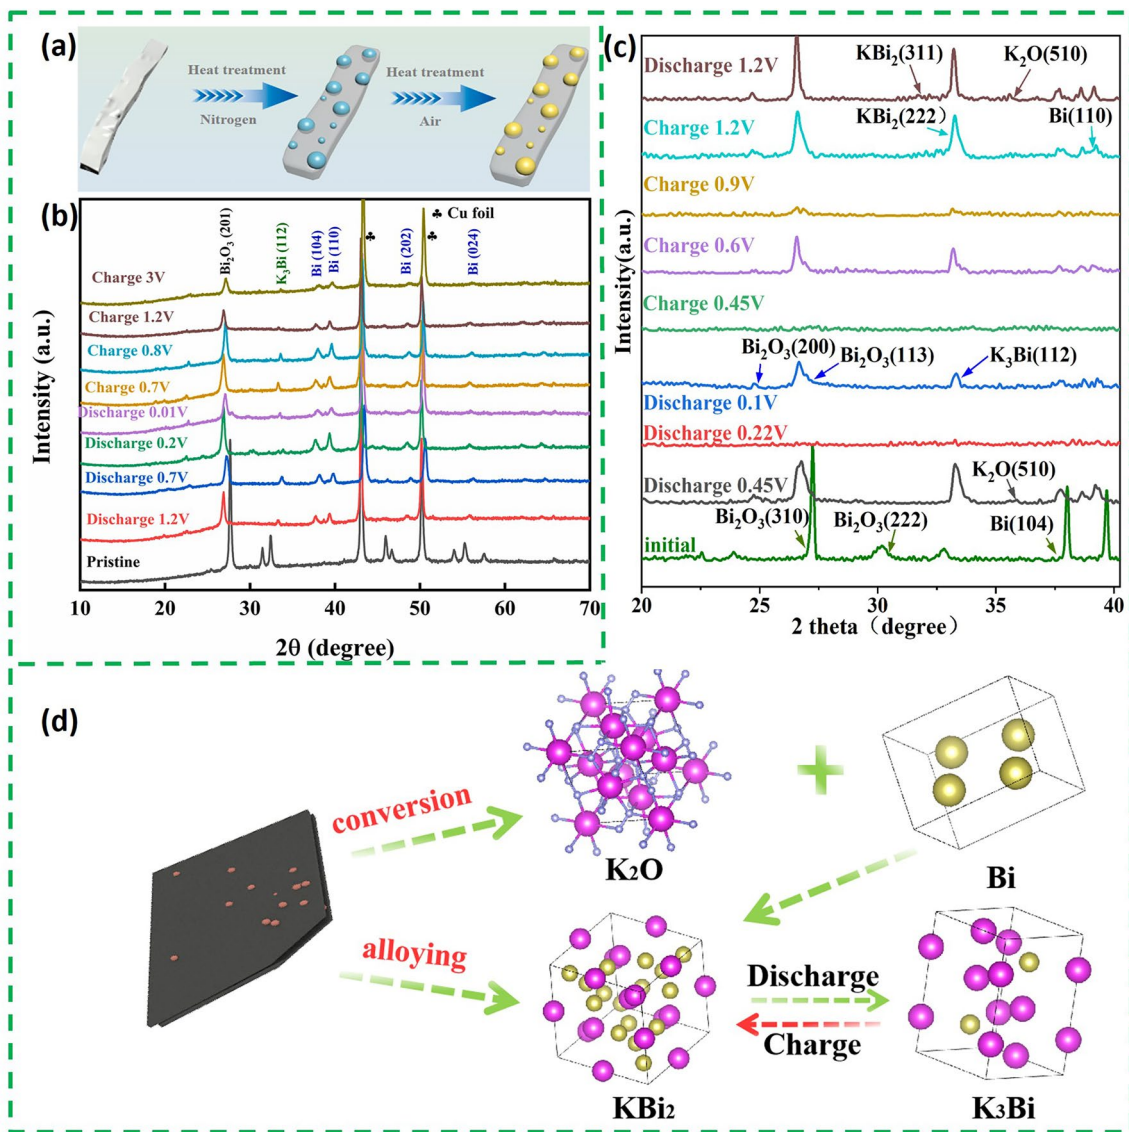 (a)
Heat treatment
Nitrogen
Heat treatment
Air
(b)
Intensity (a.u.)
Bi₂O₃ (201)
K₃Bi (112)
Bi (104)
Bi (110)
♣
Bi (202)
♣ Cu foil
♣
Bi (024)
Charge 3V
Charge 1.2V
Charge 0.8V
Charge 0.7V
Discharge 0.01V
Discharge 0.2V
Discharge 0.7V
Discharge 1.2V
Pristine
10 20 30 40 50 60 70
2θ (degree)
(c)
Intensity(a.u.)
Discharge 1.2V
KBi₂(311)
K₂O(510)
Charge 1.2V
KBi₂(222)
Bi(110)
Charge 0.9V
Charge 0.6V
Charge 0.45V
Bi₂O₃(200)
Bi₂O₃(113)
K₃Bi(112)
Discharge 0.1V
Discharge 0.22V
Discharge 0.45V
K₂O(510)
Bi₂O₃(310)
Bi₂O₃(222)
Bi(104)
initial
20 25 30 35 40
2 theta（degree）
(d)
conversion
K₂O
+
Bi
alloying
KBi₂
Discharge
Charge
K₃Bi